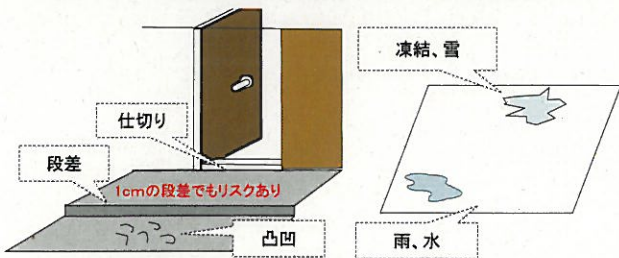 凍結、雪
仕切り
段差
1cmの段差でもリスクあり
凸凹
雨、水